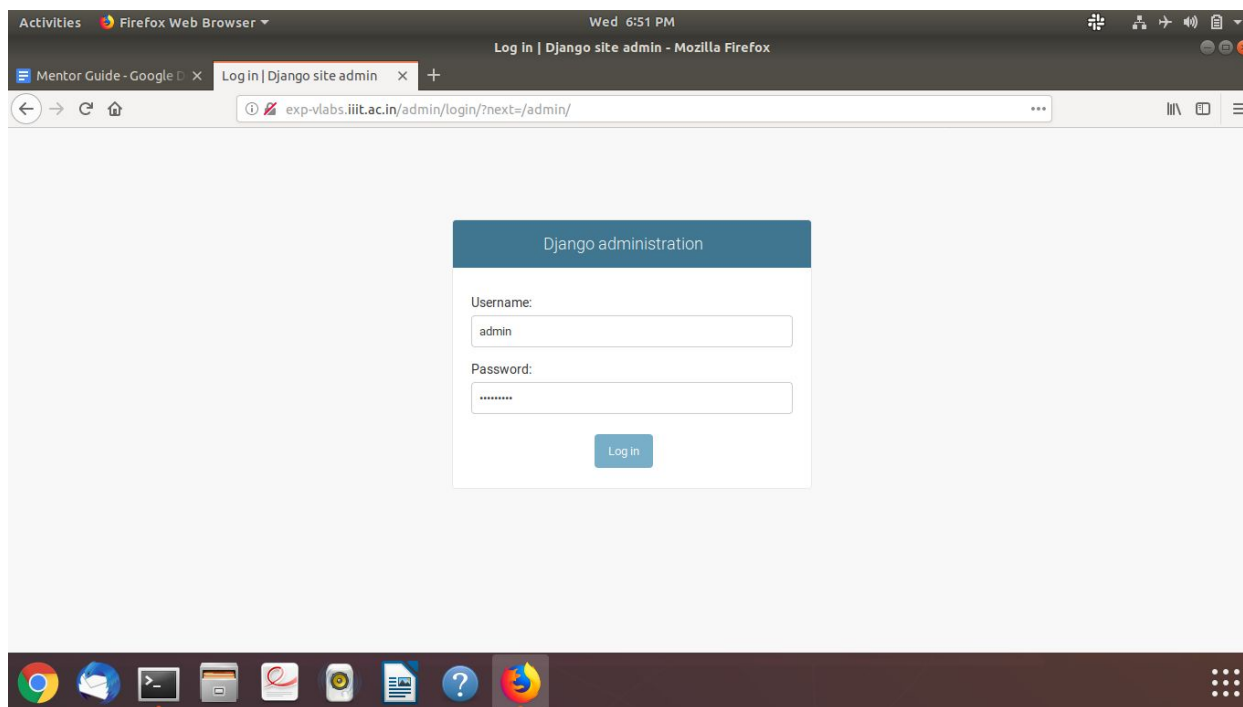 Activities Firefox Web Browser Wed 6:51 PM
Log in | Django site admin - Mozilla Firefox
Mentor Guide - Google D Log in | Django site admin
exp-vlabs.iiit.ac.in/admin/login/?next=/admin/
Django administration
Username:
admin
Password:
•••••••••
Log in